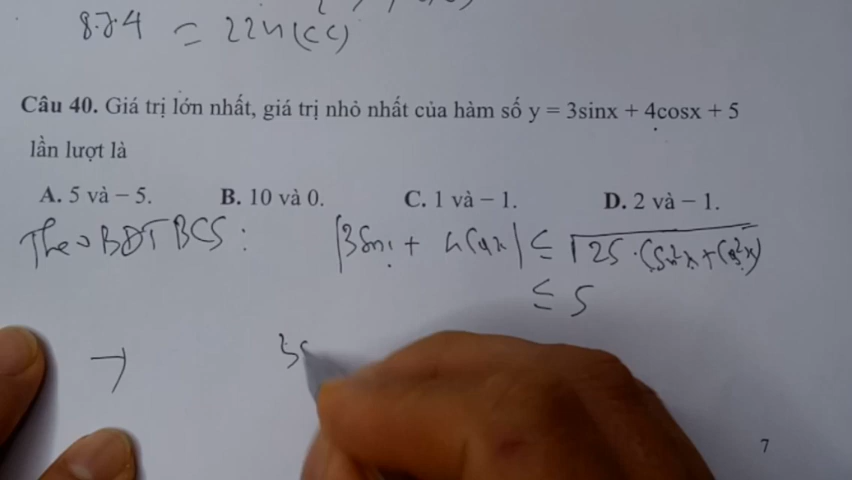 8.7.4 = 224 (CC)
Câu 40. Giá trị lớn nhất, giá trị nhỏ nhất của hàm số y = 3sinx + 4cosx + 5
lần lượt là
A. 5 và − 5. B. 10 và 0. C. 1 và − 1. D. 2 và − 1.
Theo BĐT BCS: |3sinx + 4cosx| ≤ √25.(sin²x + cos²x)
≤ 5
→ 3s
7